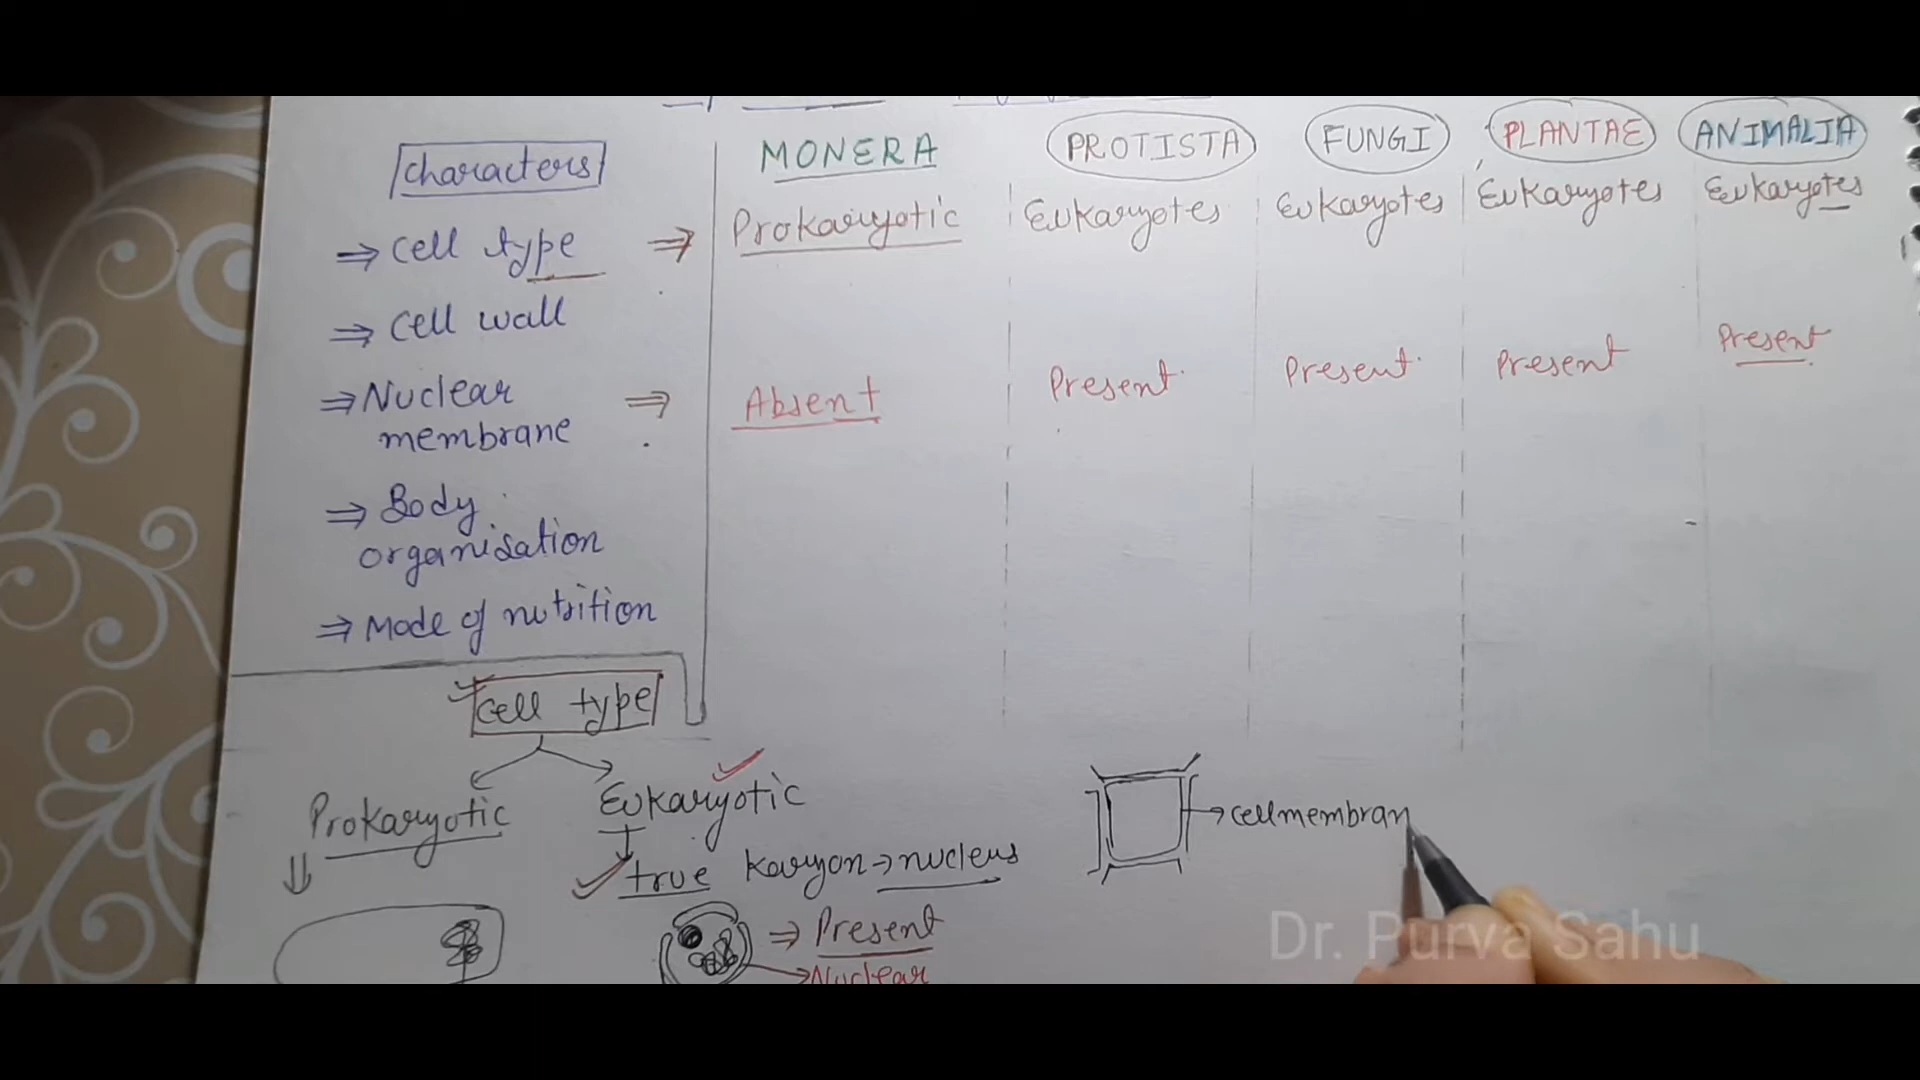 characters
MONERA
PROTISTA
FUNGI
PLANTAE
ANIMALIA
⇒ cell type ⇒ Prokaryotic Eukaryotes Eukaryotes Eukaryotes Eukaryotes
⇒ cell wall
⇒ Nuclear membrane ⇒ Absent Present Present Present Present
⇒ Body
organisation
⇒ Mode of nutrition
cell type
Prokaryotic
Eukaryotic
true karyon → nucleus
⇒ Present
→ Nuclear
→ cellmembran
Dr. Purva Sahu